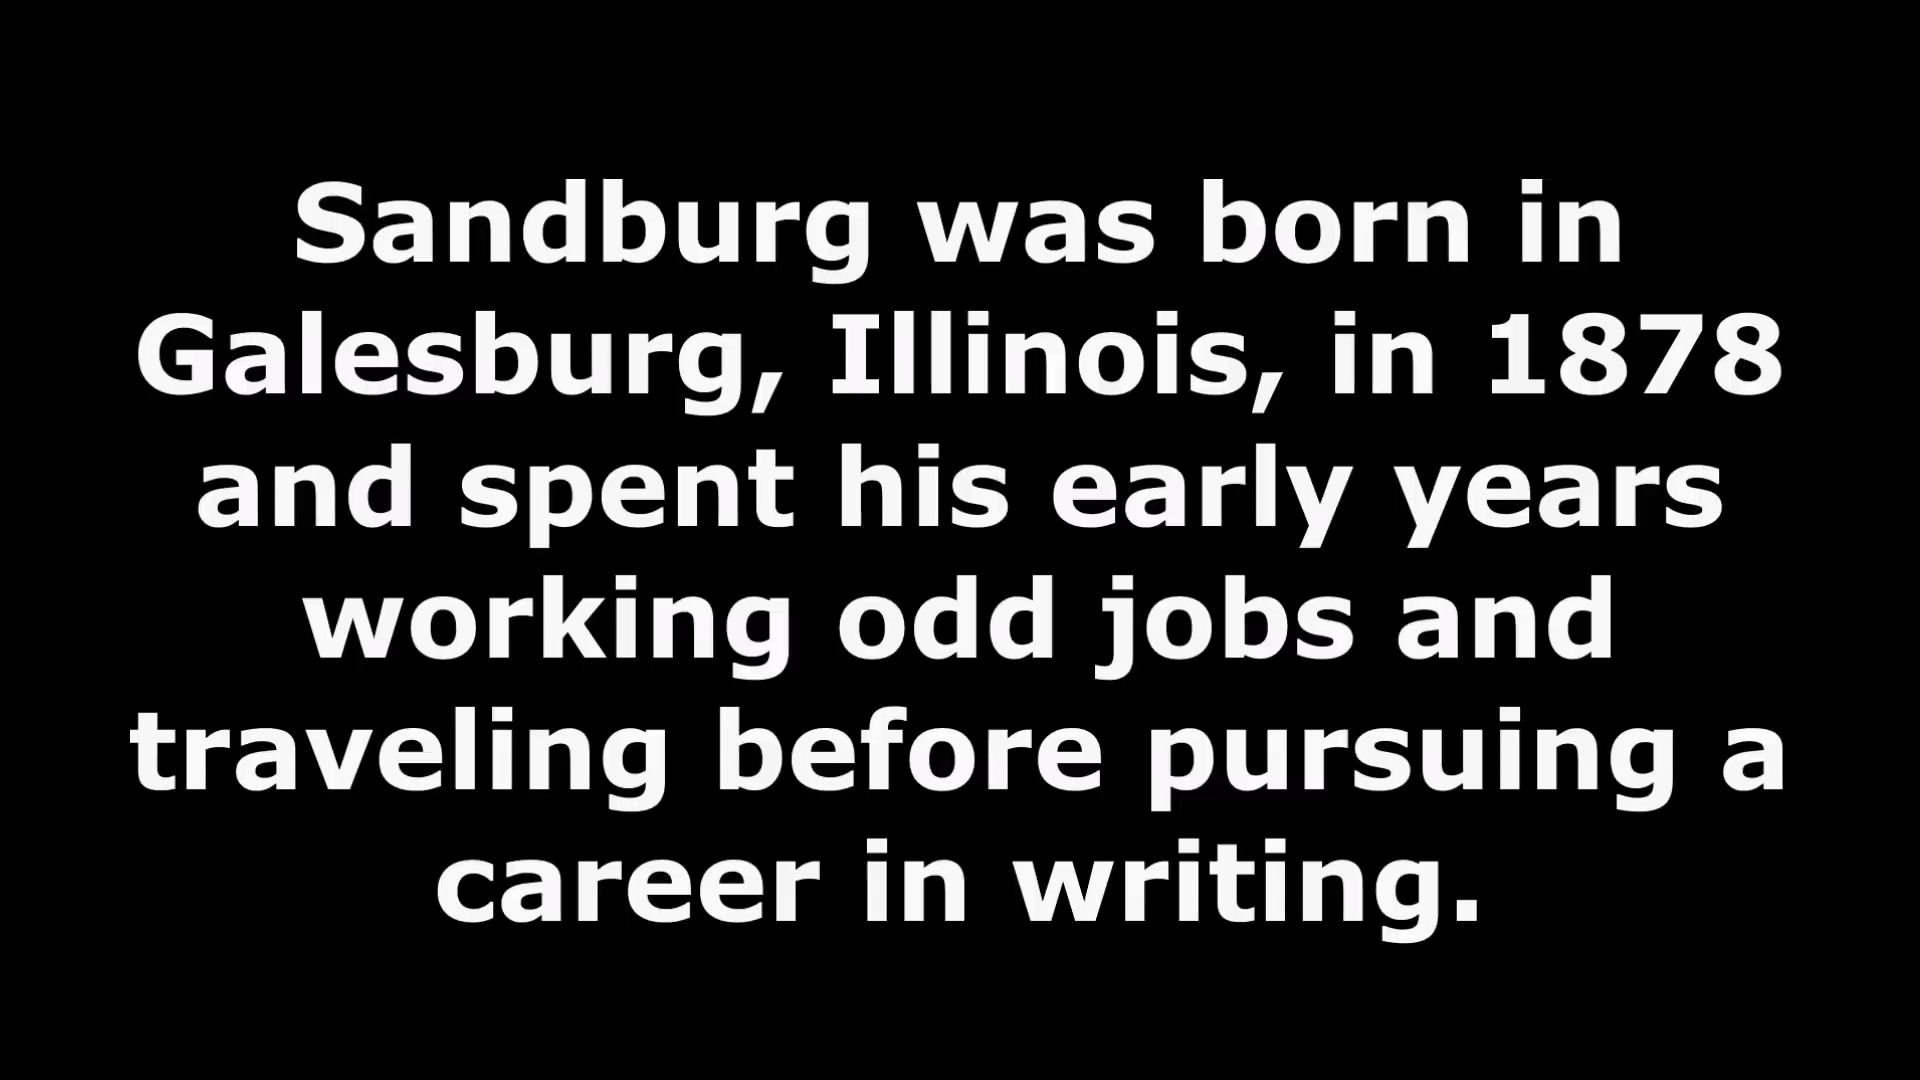 Sandburg was born in
Galesburg, Illinois, in 1878
and spent his early years
working odd jobs and
traveling before pursuing a
career in writing.